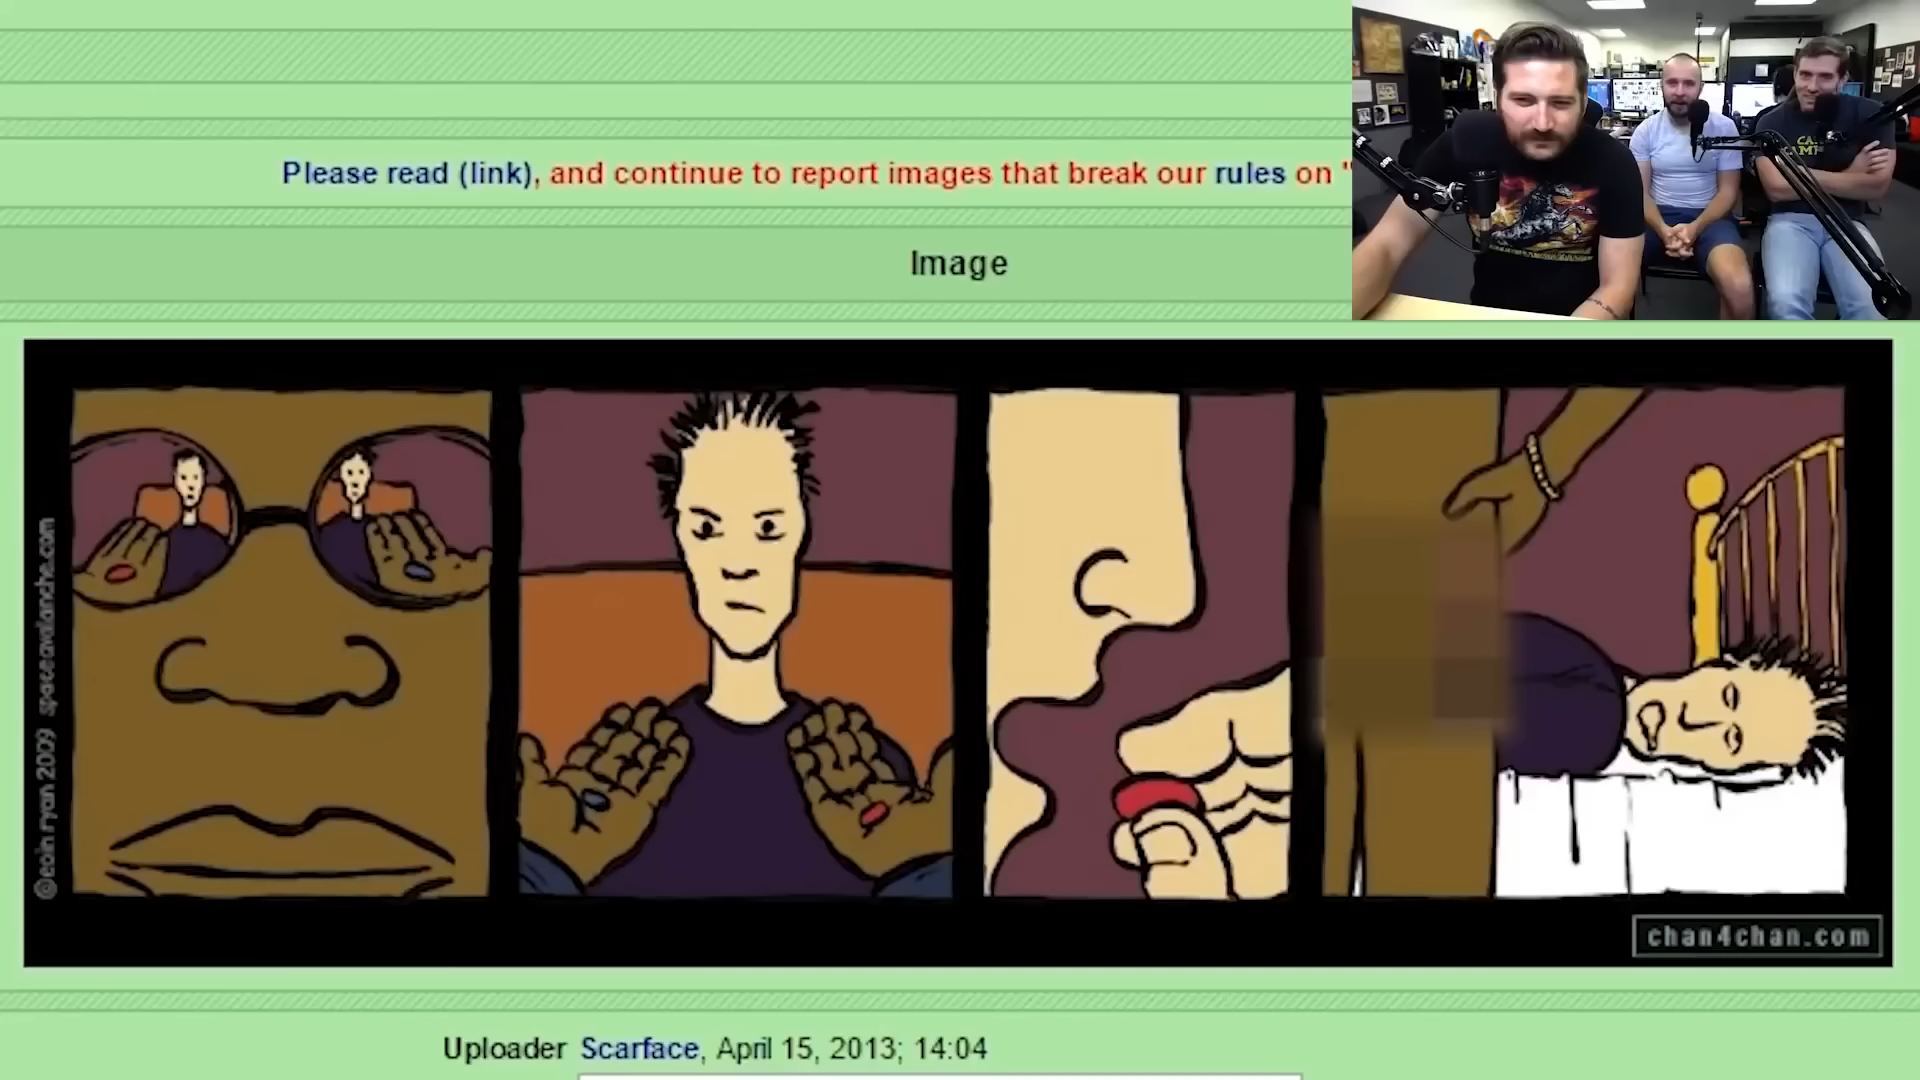 Please read (link), and continue to report images that break our rules on "
Image
©eoin ryan 2009 spaceavalanche.com
chan4chan.com
Uploader Scarface, April 15, 2013; 14:04